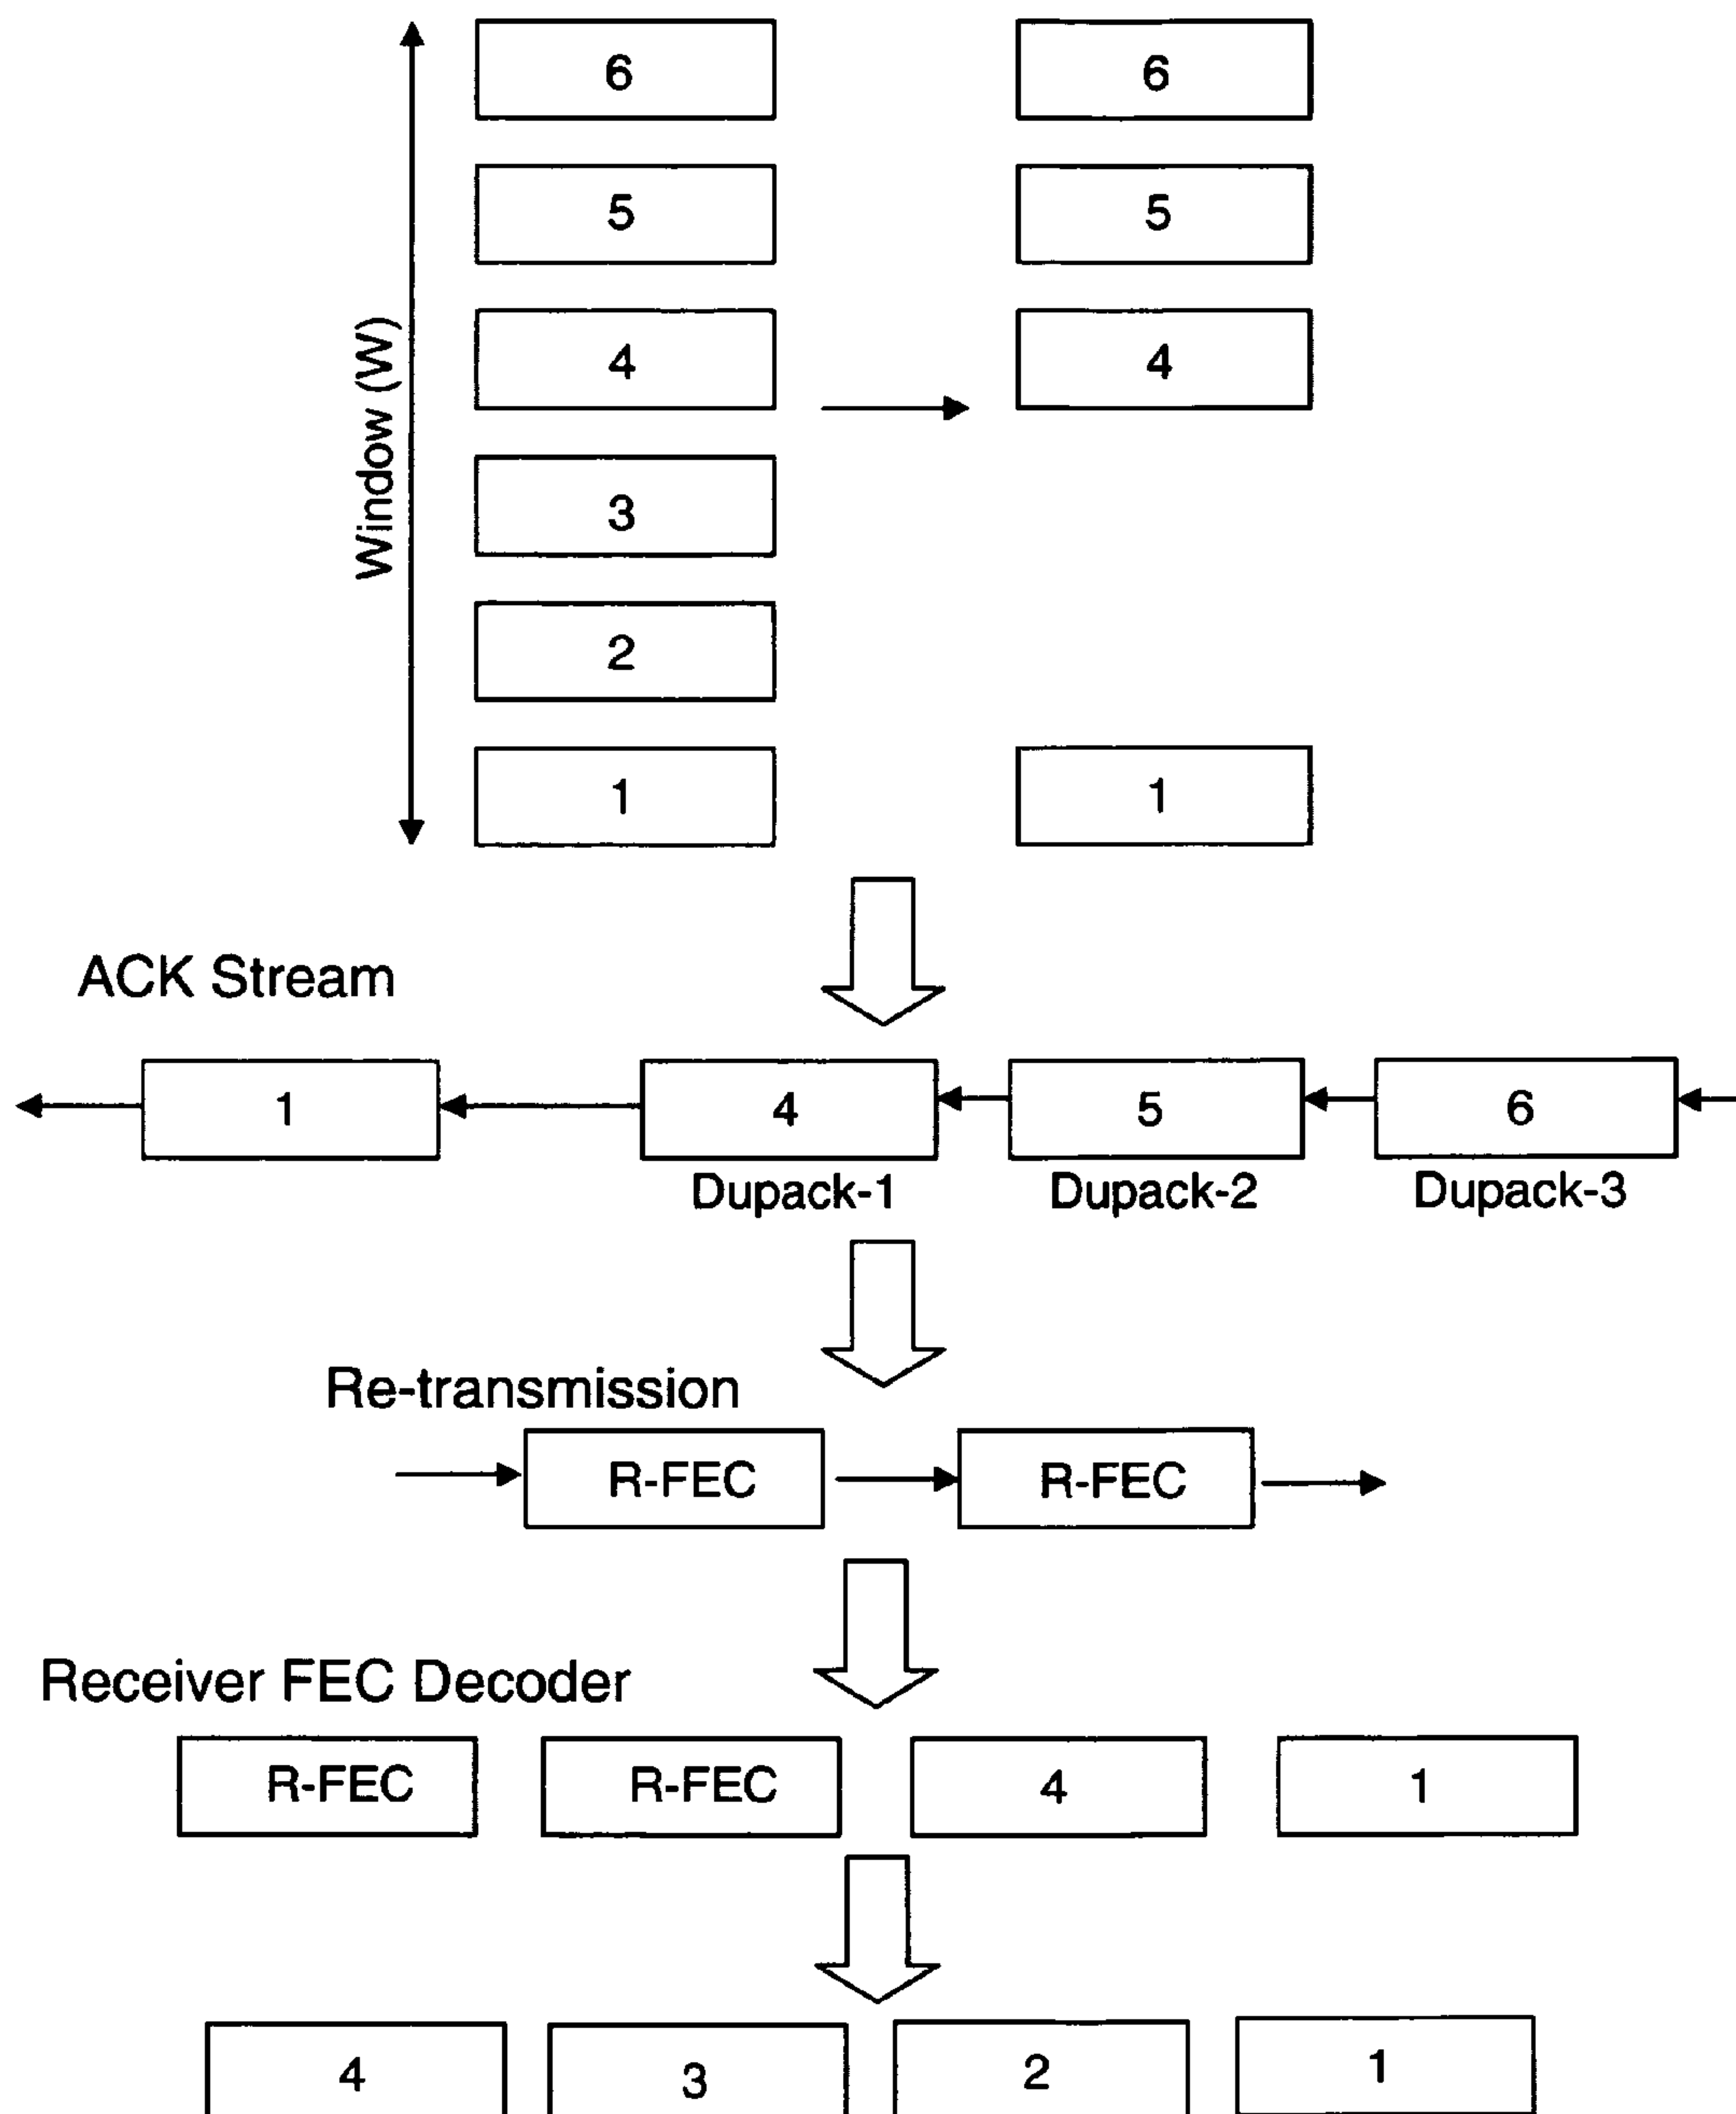 6 6
5 5
4 4
Window (W)
3
2
1 1
ACK Stream
1 4 5 6
Dupack-1 Dupack-2 Dupack-3
Re-transmission
R-FEC R-FEC
Receiver FEC Decoder
R-FEC R-FEC 4 1
4 3 2 1